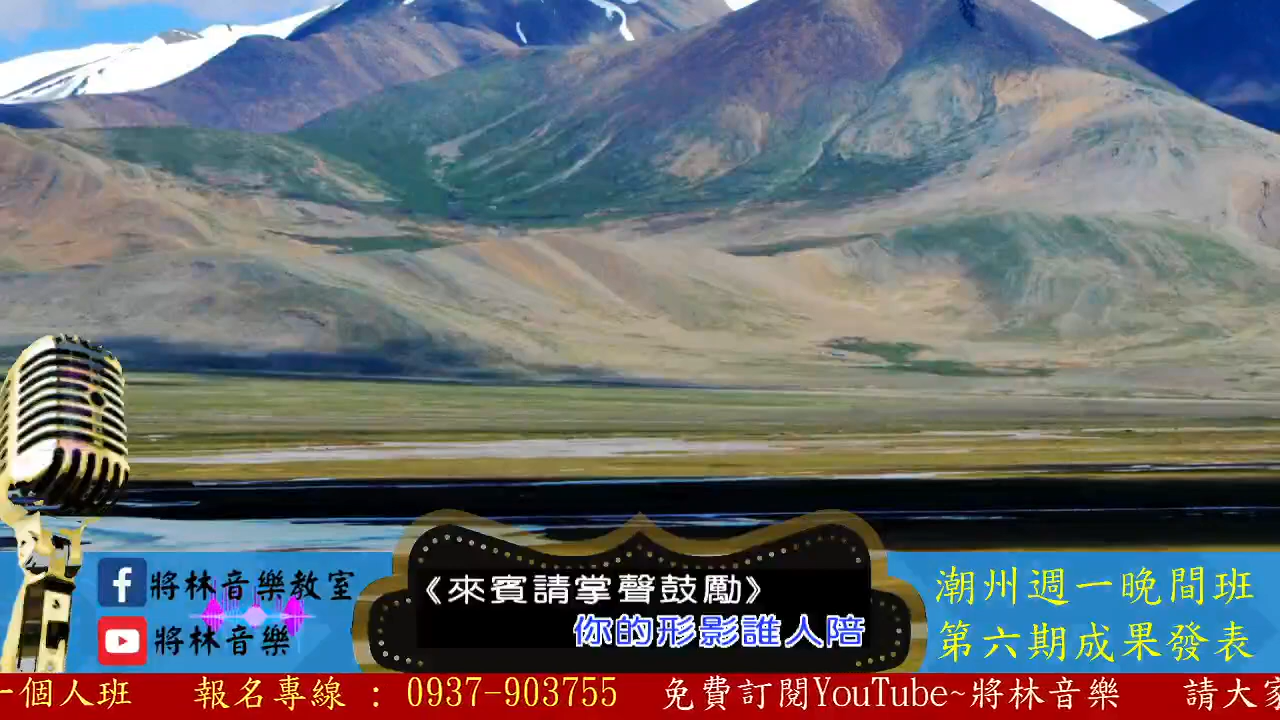 將林音樂教室
將林音樂
《來賓請掌聲鼓勵》
你的形影誰人陪
潮州週一晚間班
第六期成果發表
一個人班 報名專線 : 0937-903755 免費訂閱YouTube~將林音樂 請大家